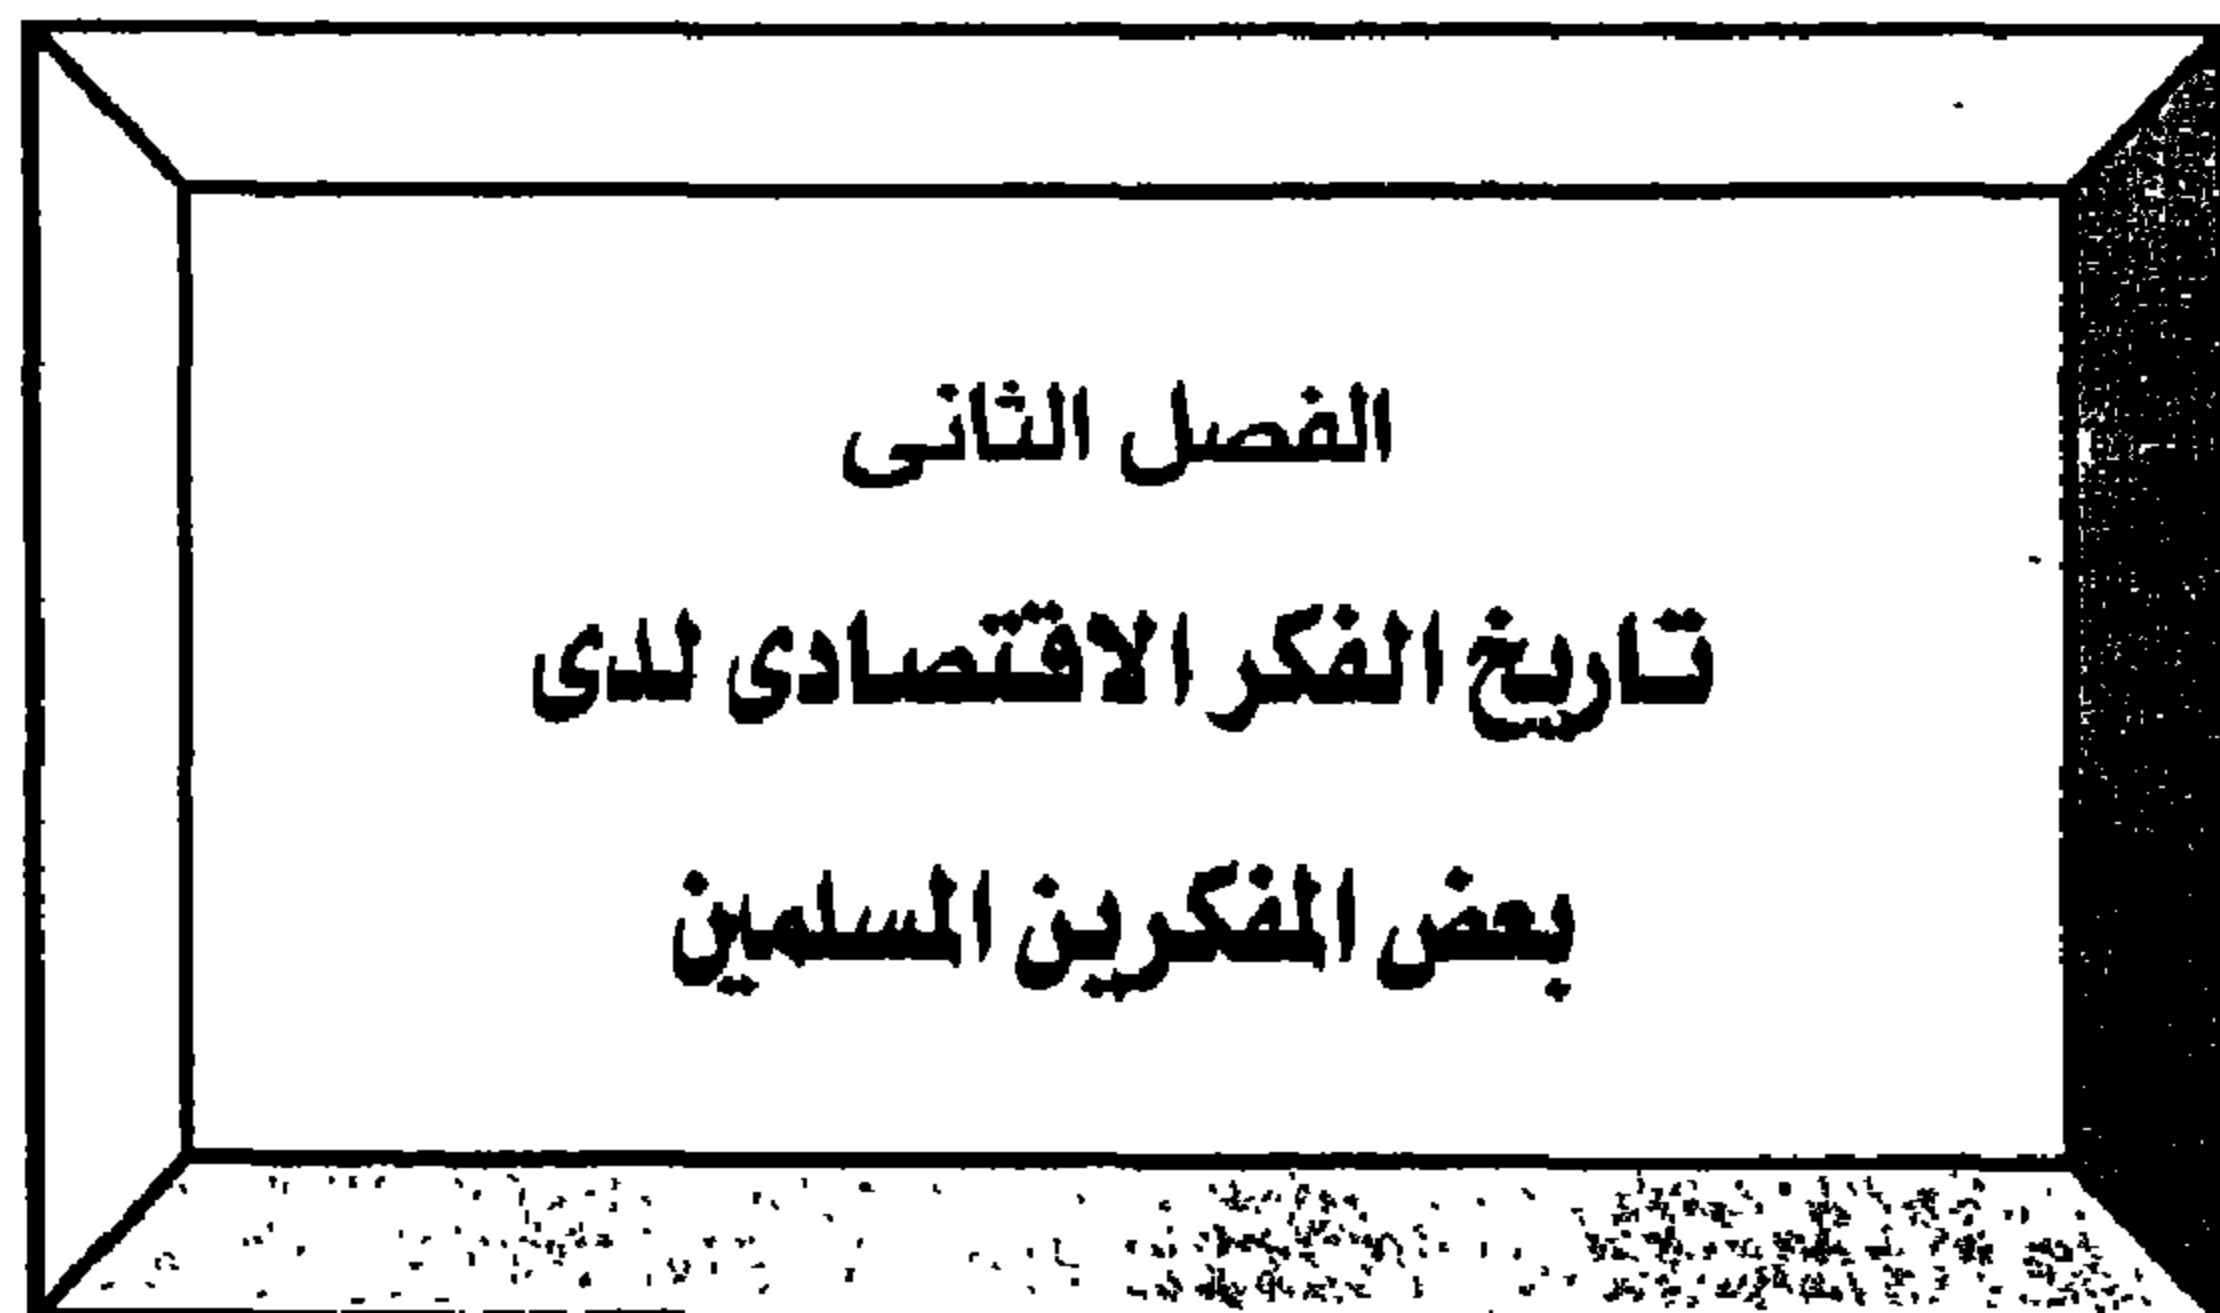 الفصل الثانى
تاريخ الفكر الاقتصادى لدى
بعض المفكرين المسلمين